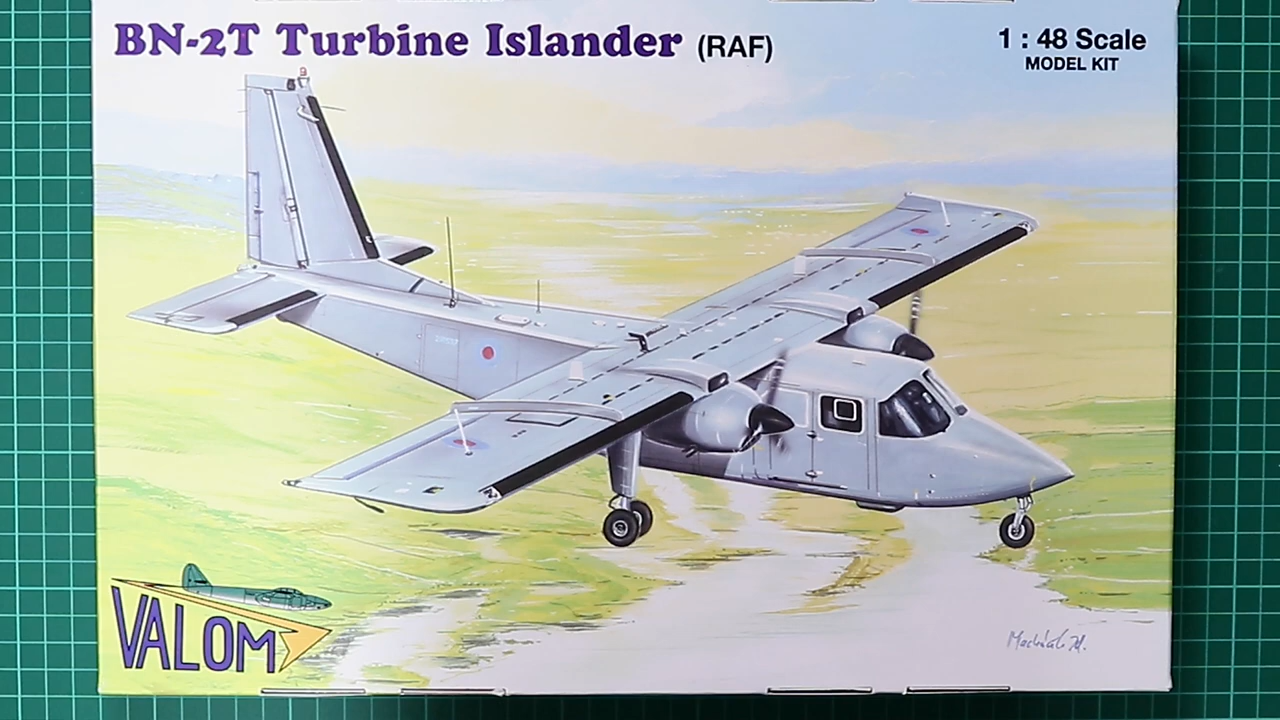 BN-2T Turbine Islander (RAF)
1 : 48 Scale
MODEL KIT
VALOM